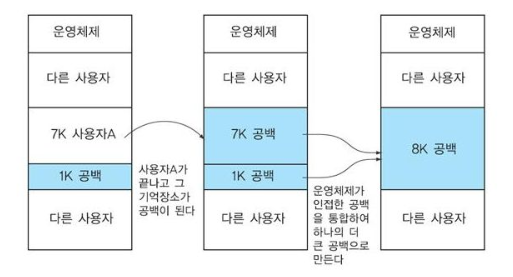 운영체제
다른 사용자
7K 사용자A
1K 공백
다른 사용자
사용자A가
끝나고 그
기억장소가
공백이 된다
운영체제
다른 사용자
7K 공백
1K 공백
다른 사용자
운영체제가
인접한 공백
을 통합하여
하나의 더
큰 공백으로
만든다
운영체제
다른 사용자
8K 공백
다른 사용자